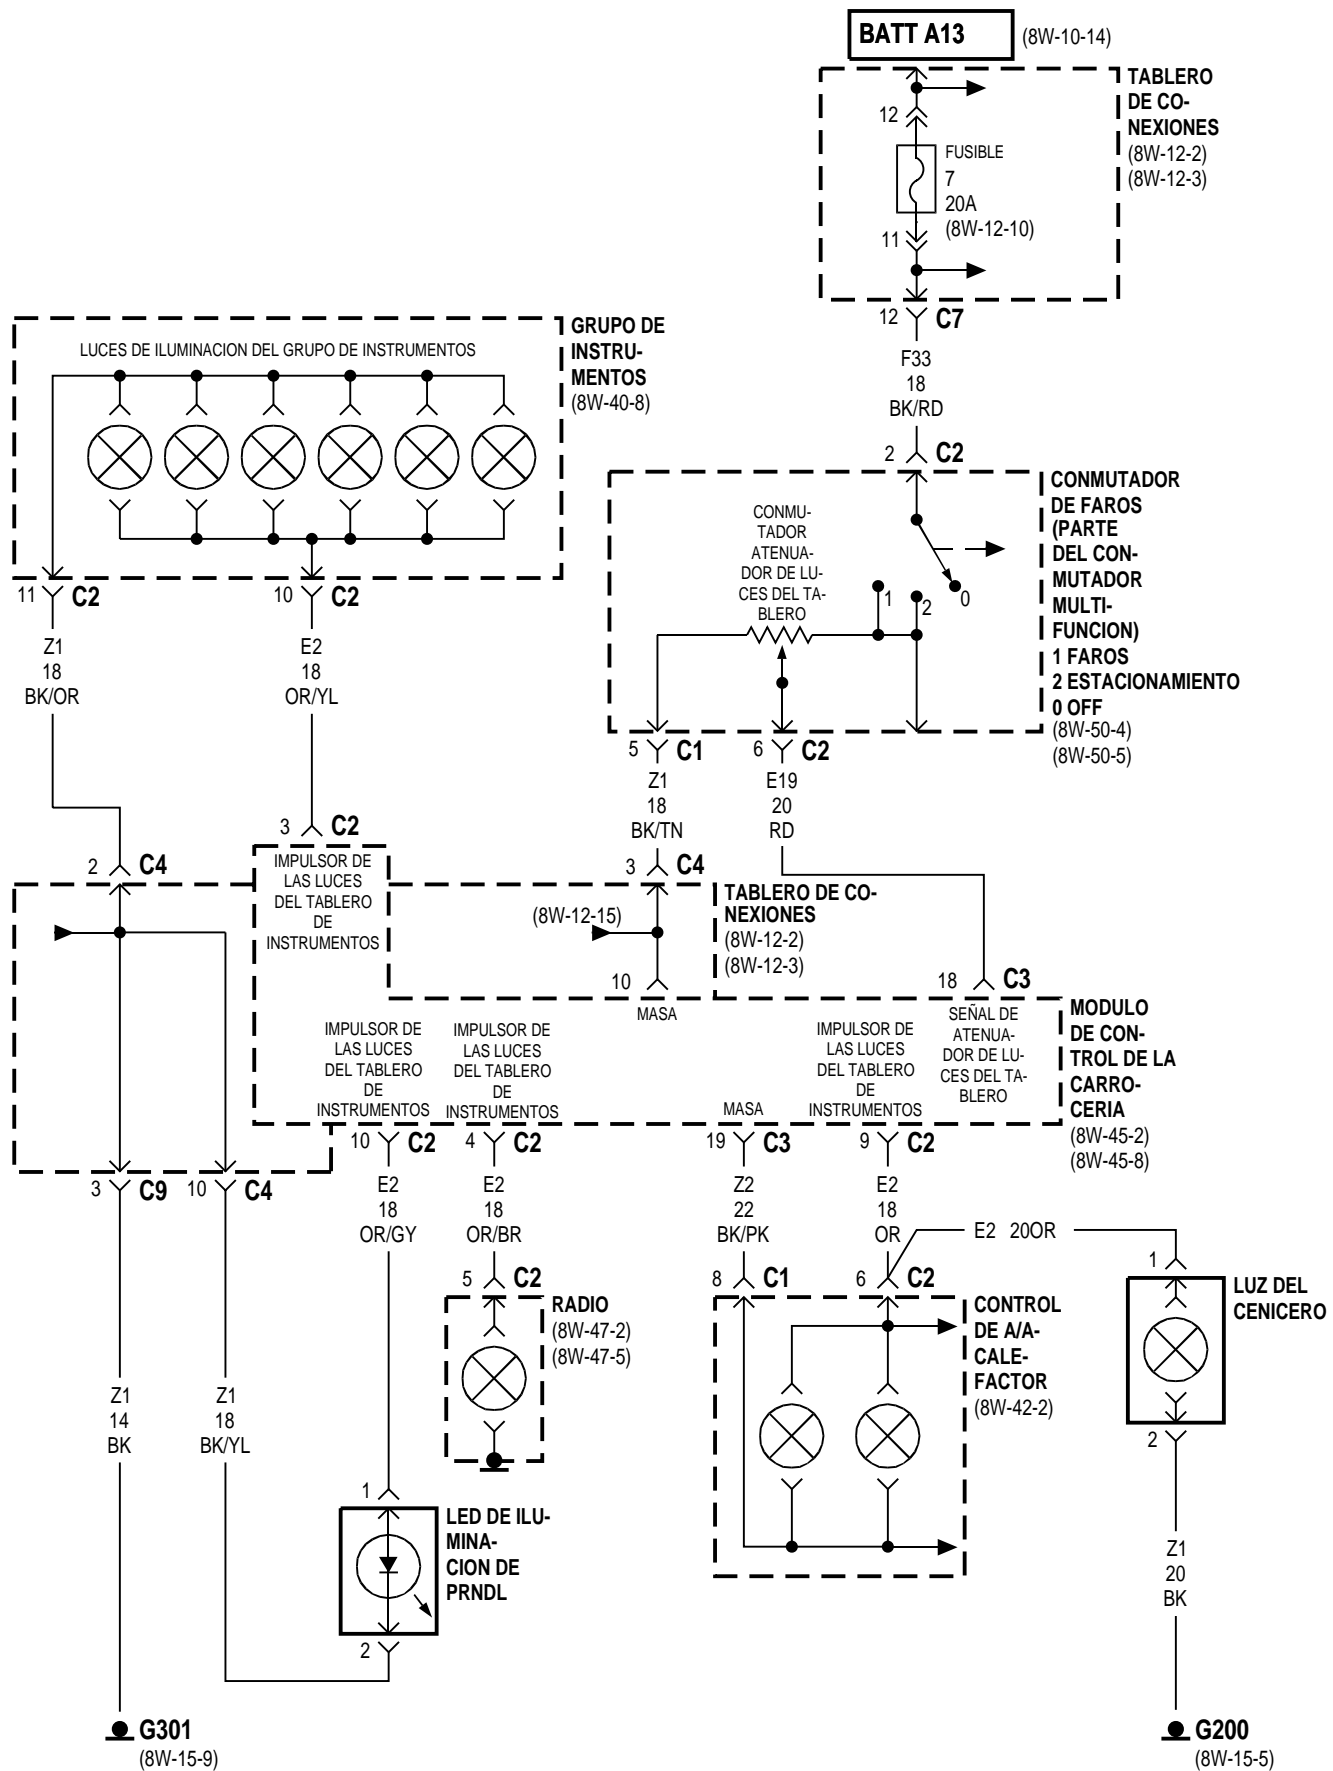 BATT A13
(8W-10-14)
TABLERO
DE CO-
NEXIONES
(8W-12-2)
(8W-12-3)
12
FUSIBLE
7
20A
(8W-12-10)
11
12
C7
F33
18
BK/RD
2
C2
GRUPO DE
INSTRU-
MENTOS
(8W-40-8)
LUCES DE ILUMINACION DEL GRUPO DE INSTRUMENTOS
11
C2
10
C2
Z1
18
BK/OR
E2
18
OR/YL
CONMUTADOR
DE FAROS
(PARTE
DEL CON-
MUTADOR
MULTI-
FUNCION)
1 FAROS
2 ESTACIONAMIENTO
0 OFF
(8W-50-4)
(8W-50-5)
CONMU-
TADOR
ATENUA-
DOR DE LU-
CES DEL TA-
BLERO
1
2
0
5
C1
6
C2
Z1
18
BK/TN
E19
20
RD
2
C4
3
C2
3
C4
IMPULSOR DE
LAS LUCES
DEL TABLERO
DE
INSTRUMENTOS
(8W-12-15)
TABLERO DE CO-
NEXIONES
(8W-12-2)
(8W-12-3)
10
MASA
18
C3
SEÑAL DE
ATENUA-
DOR DE LU-
CES DEL TA-
BLERO
MODULO
DE CON-
TROL DE LA
CARRO-
CERIA
(8W-45-2)
(8W-45-8)
IMPULSOR DE
LAS LUCES
DEL TABLERO
DE
INSTRUMENTOS
IMPULSOR DE
LAS LUCES
DEL TABLERO
DE
INSTRUMENTOS
MASA
IMPULSOR DE
LAS LUCES
DEL TABLERO
DE
INSTRUMENTOS
3
C9
10
C4
10
C2
4
C2
19
C3
9
C2
E2
18
OR/GY
E2
18
OR/BR
Z2
22
BK/PK
E2
18
OR
E2 20OR
5
C2
8
C1
6
C2
1
RADIO
(8W-47-2)
(8W-47-5)
CONTROL
DE A/A-
CALE-
FACTOR
(8W-42-2)
LUZ DEL
CENICERO
2
Z1
14
BK
Z1
18
BK/YL
1
LED DE ILU-
MINA-
CION DE
PRNDL
2
Z1
20
BK
G301
(8W-15-9)
G200
(8W-15-5)